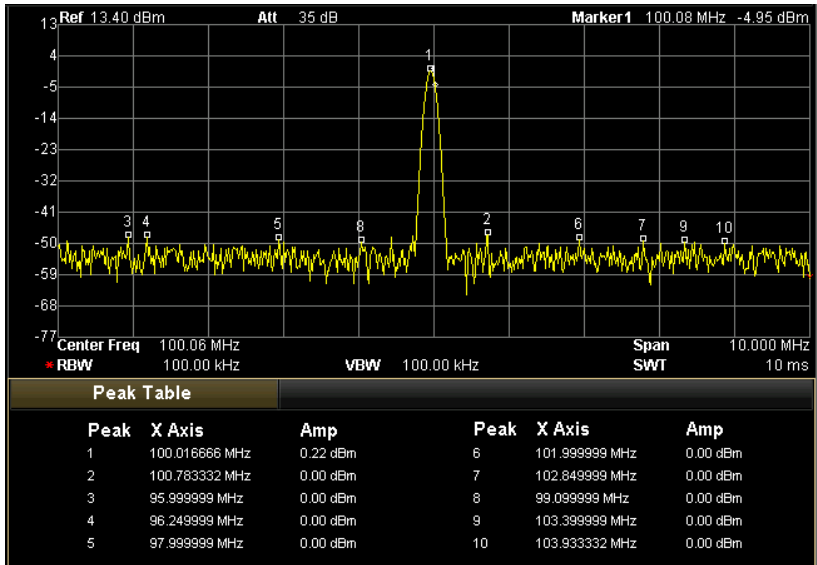 Ref 13.40 dBm Att 35 dB Marker1 100.08 MHz -4.95 dBm
13
4
-5
-14
-23
-32
-41
-50
-59
-68
-77
1
3 4 5 8 2 6 7 9 10
Center Freq 100.06 MHz Span 10.000 MHz
*RBW 100.00 kHz VBW 100.00 kHz SWT 10 ms
Peak Table
Peak X Axis Amp Peak X Axis Amp
1 100.016666 MHz 0.22 dBm 6 101.999999 MHz 0.00 dBm
2 100.783332 MHz 0.00 dBm 7 102.849999 MHz 0.00 dBm
3 95.999999 MHz 0.00 dBm 8 99.099999 MHz 0.00 dBm
4 96.249999 MHz 0.00 dBm 9 103.399999 MHz 0.00 dBm
5 97.999999 MHz 0.00 dBm 10 103.933332 MHz 0.00 dBm